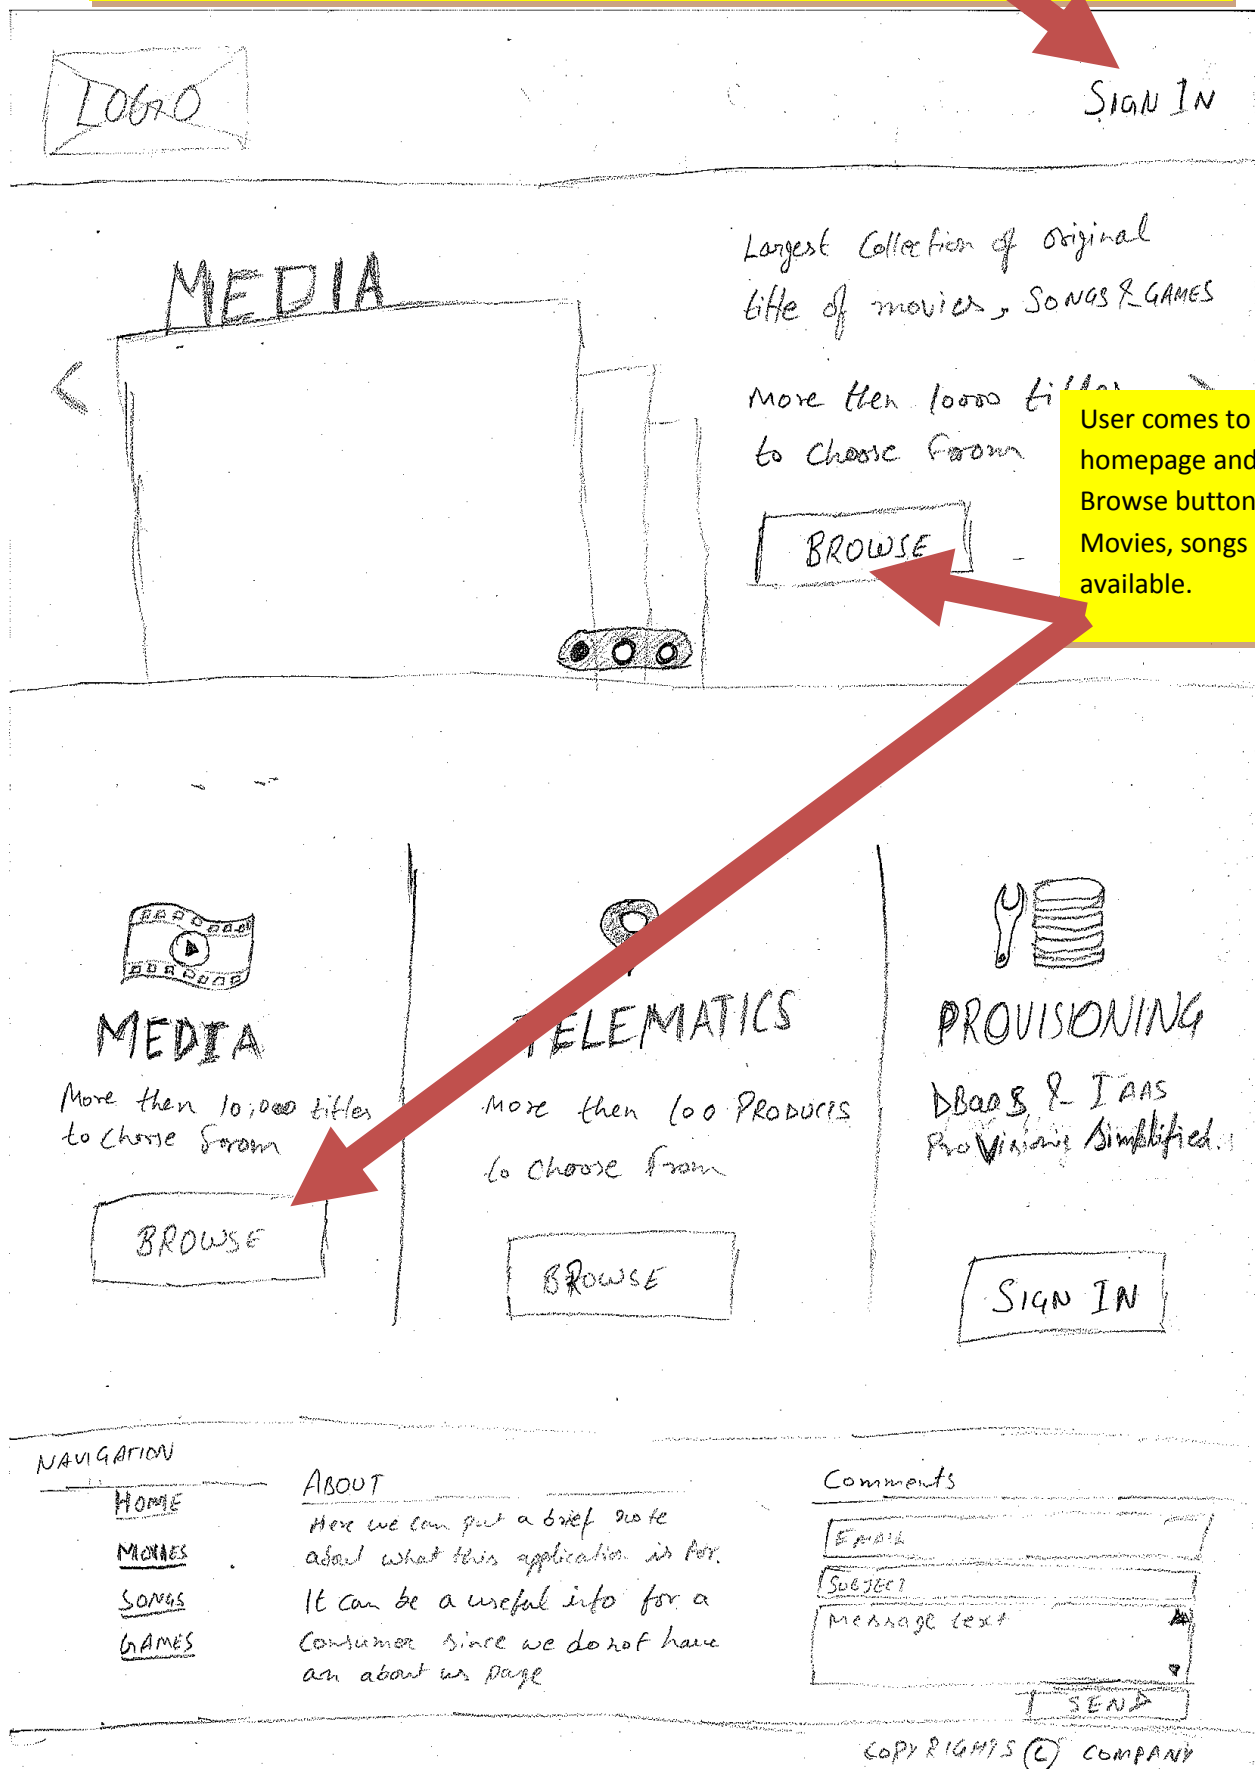 LOGO
SIGN IN
MEDIA
<
Largest Collection of original
title of movies, SONGS & GAMES
More then 10000 titles
to choose from
BROWSE
User comes to
homepage and
Browse button
Movies, songs
available.
MEDIA
More then 10,000 titles
to choose from
BROWSE
TELEMATICS
More then 100 PRODUCTS
to choose from
BROWSE
PROVISIONING
DBaaS & IAAS
Provisioning Simplified.
SIGN IN
NAVIGATION
HOME
MOVIES
SONGS
GAMES
ABOUT
Here we can put a brief note
about what this application is for.
It can be a useful info for a
Consumer since we do not have
an about us page
Comments
EMAIL
SUBJECT
Message text
SEND
COPYRIGHTS © COMPANY